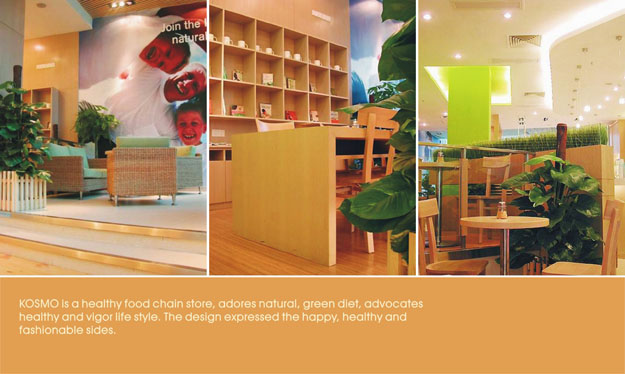 Join the
natural
KOSMO is a healthy food chain store, adores natural, green diet, advocates
healthy and vigor life style. The design expressed the happy, healthy and
fashionable sides.